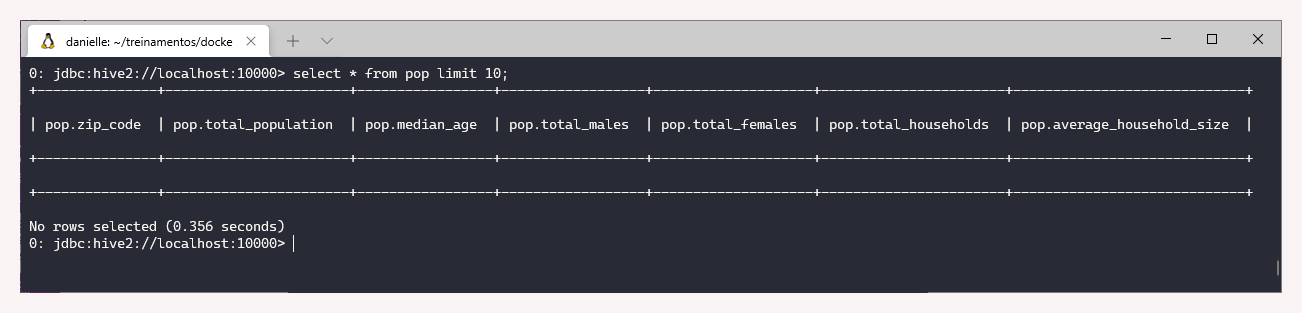 danielle: ~/treinamentos/docke
0: jdbc:hive2://localhost:10000> select * from pop limit 10;
+---------------+-----------------------+-----------------+------------------+--------------------+-----------------------+-----------------------------+
| pop.zip_code | pop.total_population | pop.median_age | pop.total_males | pop.total_females | pop.total_households | pop.average_household_size |
+---------------+-----------------------+-----------------+------------------+--------------------+-----------------------+-----------------------------+
+---------------+-----------------------+-----------------+------------------+--------------------+-----------------------+-----------------------------+
No rows selected (0.356 seconds)
0: jdbc:hive2://localhost:10000>